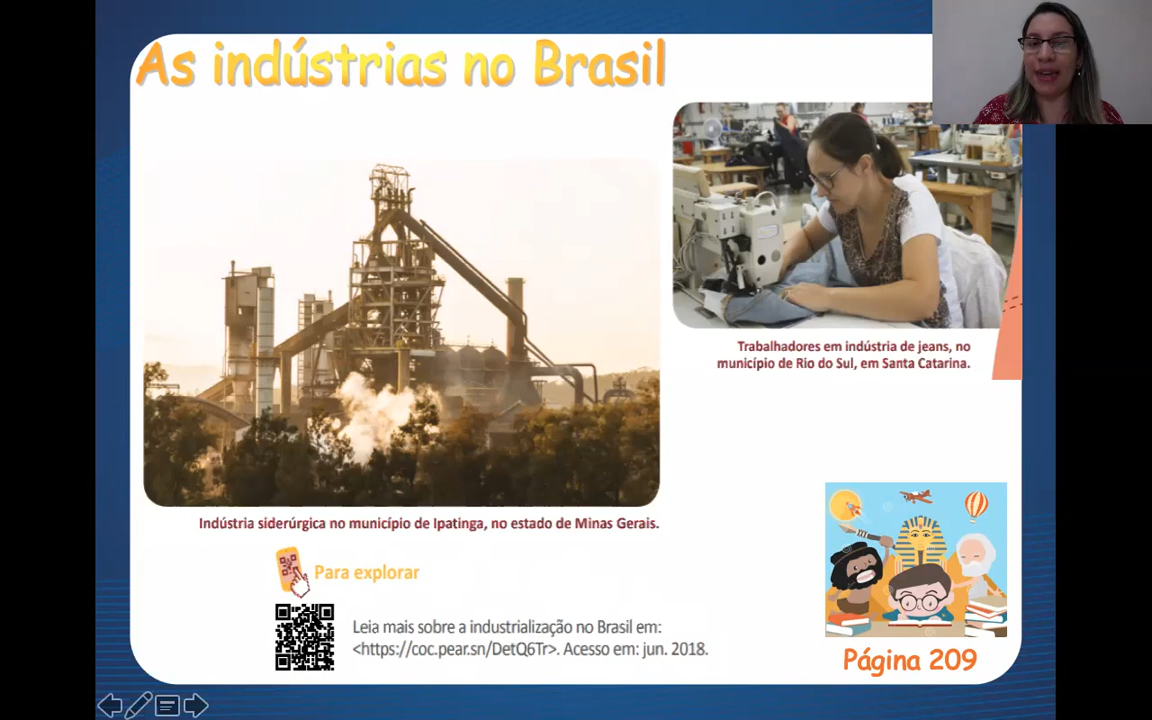 As indústrias no Brasil
Trabalhadores em indústria de jeans, no
município de Rio do Sul, em Santa Catarina.
Indústria siderúrgica no município de Ipatinga, no estado de Minas Gerais.
Para explorar
Leia mais sobre a industrialização no Brasil em:
<https://coc.pear.sn/DetQ6Tr>. Acesso em: jun. 2018.
Página 209